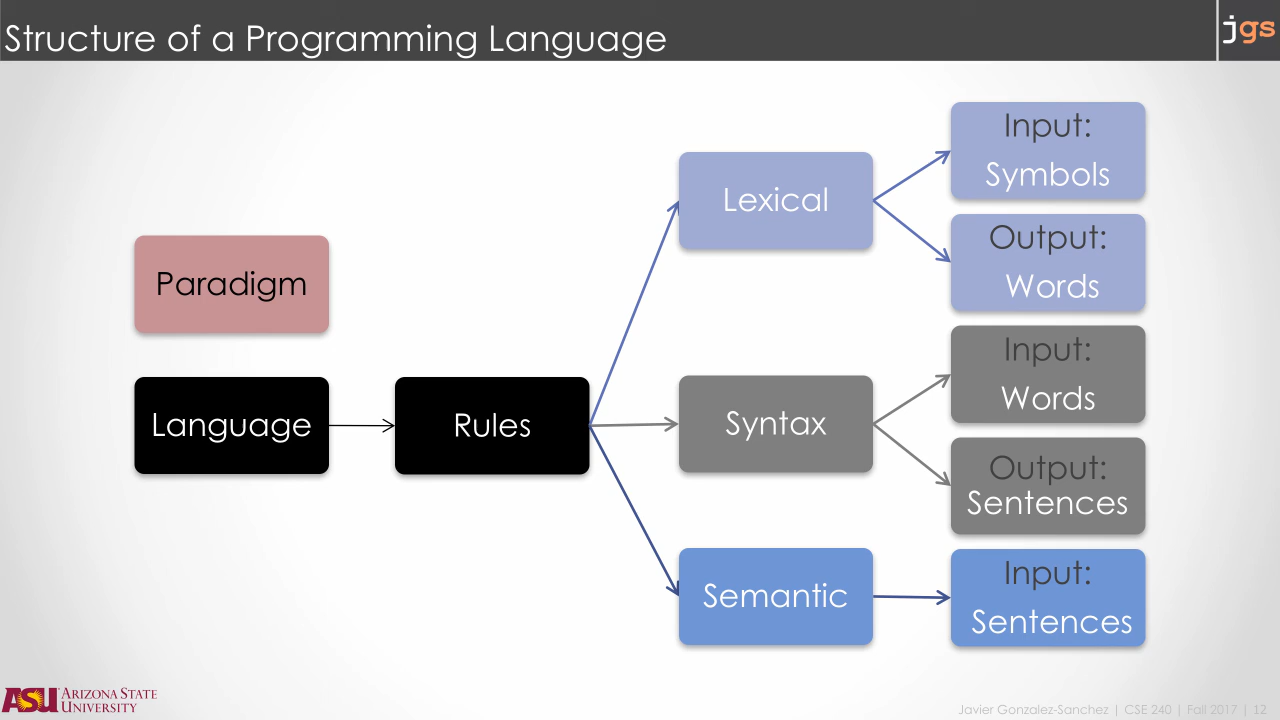 Structure of a Programming Language
jgs
Paradigm
Language
Rules
Lexical
Input:
Symbols
Output:
Words
Syntax
Input:
Words
Output:
Sentences
Semantic
Input:
Sentences
ASU ARIZONA STATE
UNIVERSITY
Javier Gonzalez-Sanchez | CSE 240 | Fall 2017 | 12